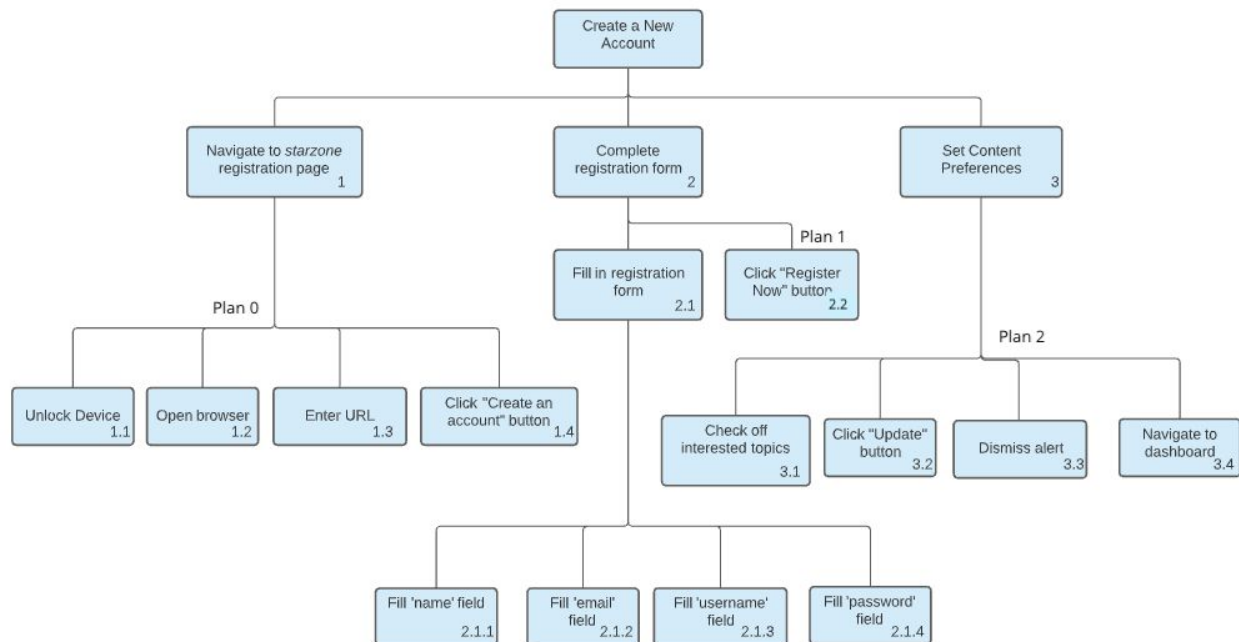 Create a New
Account
Navigate to starzone
registration page
1
Complete
registration form
2
Set Content
Preferences
3
Plan 0
Unlock Device
1.1
Open browser
1.2
Enter URL
1.3
Click "Create an
account" button
1.4
Fill in registration
form
2.1
Plan 1
Click "Register
Now" button
2.2
Plan 2
Check off
interested topics
3.1
Click "Update"
button
3.2
Dismiss alert
3.3
Navigate to
dashboard
3.4
Fill 'name' field
2.1.1
Fill 'email'
field
2.1.2
Fill 'username'
field
2.1.3
Fill 'password'
field
2.1.4